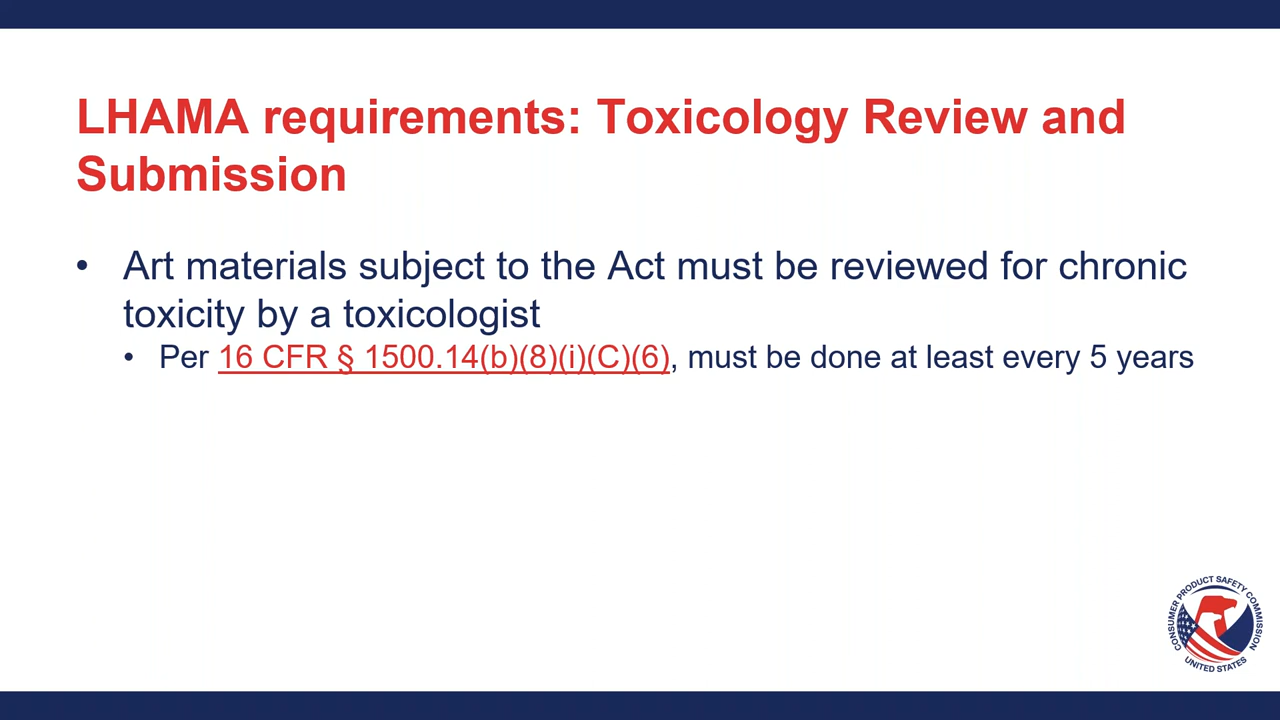 LHAMA requirements: Toxicology Review and
Submission
• Art materials subject to the Act must be reviewed for chronic
toxicity by a toxicologist
• Per 16 CFR § 1500.14(b)(8)(i)(C)(6), must be done at least every 5 years
CONSUMER PRODUCT SAFETY COMMISSION
UNITED STATES